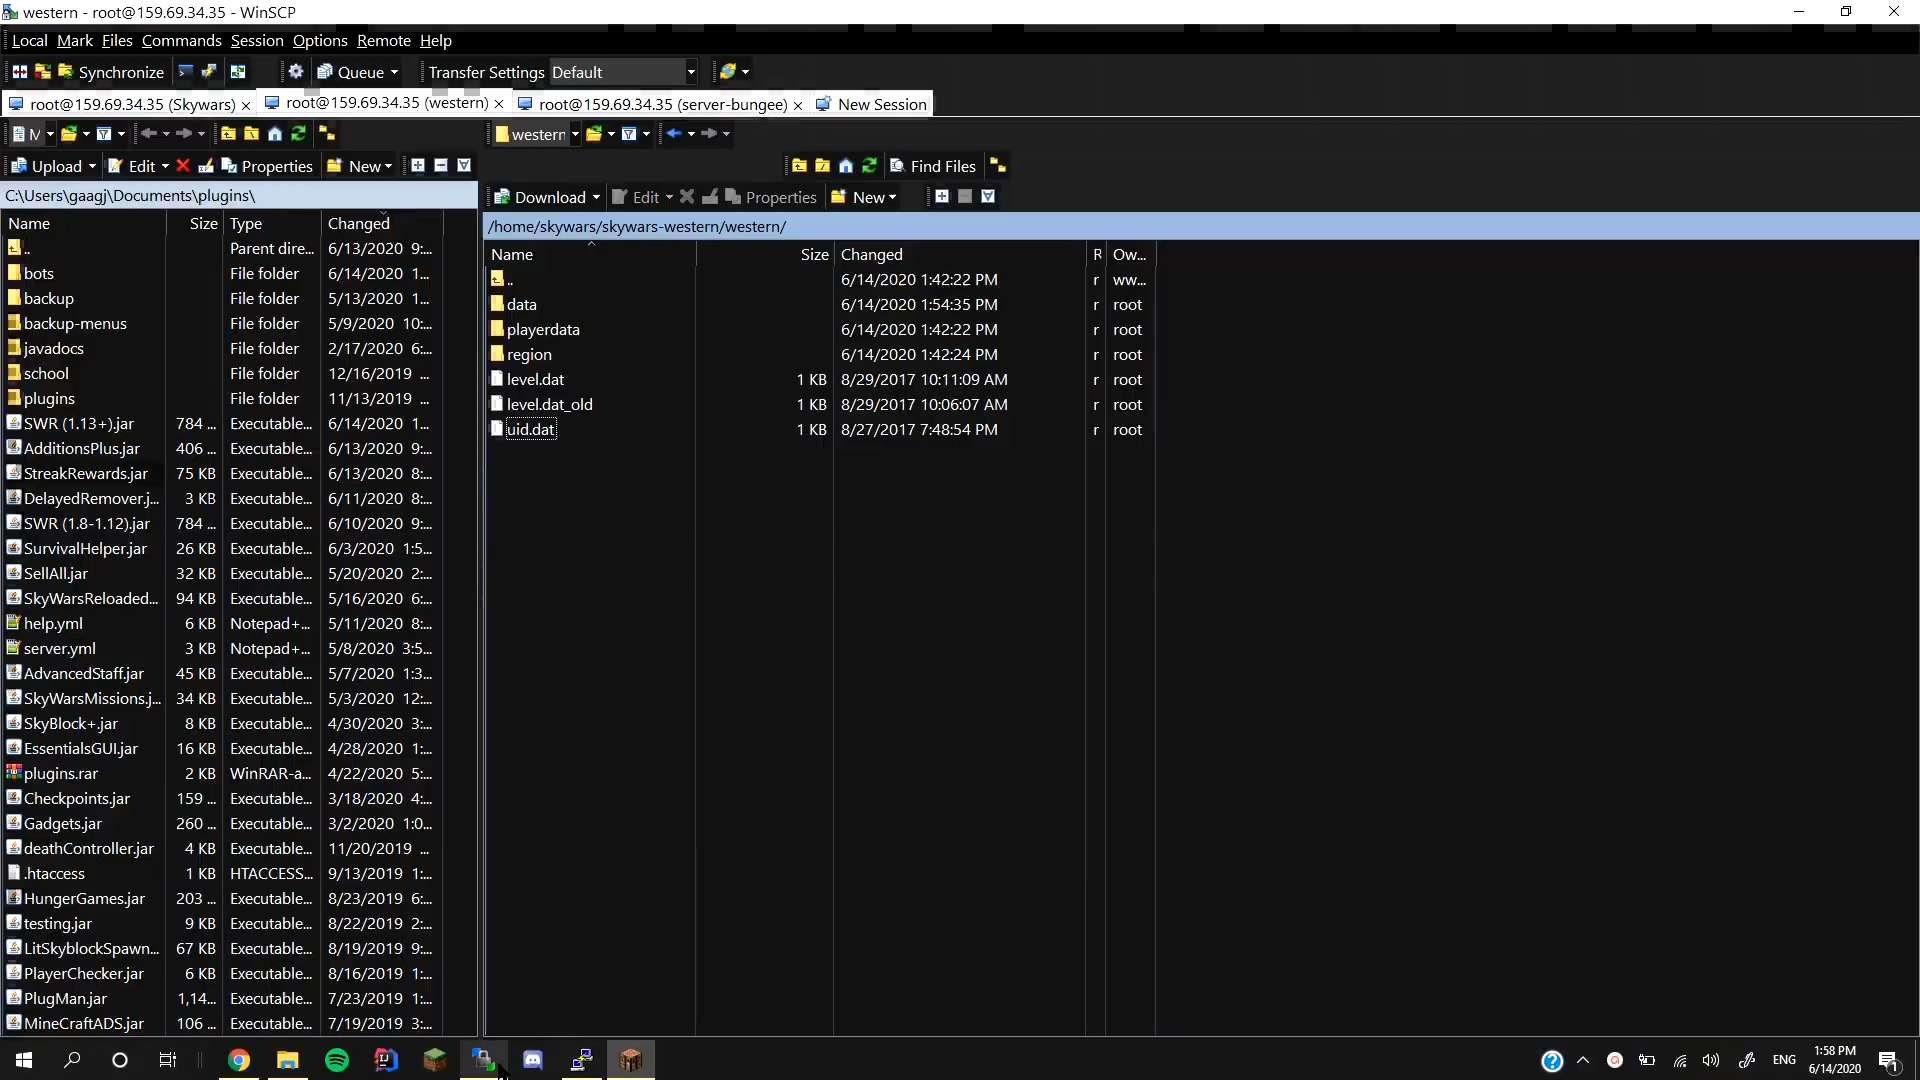 western - root@159.69.34.35 - WinSCP
Local Mark Files Commands Session Options Remote Help
Synchronize Queue Transfer Settings Default
root@159.69.34.35 (Skywars) × root@159.69.34.35 (western) × root@159.69.34.35 (server-bungee) × New Session
M western
Upload Edit Properties New Find Files
Download Edit Properties New
C:\Users\gaagj\Documents\plugins\
Name Size Type Changed
.. Parent dire... 6/13/2020 9:...
bots File folder 6/14/2020 1...
backup File folder 5/13/2020 1...
backup-menus File folder 5/9/2020 10:...
javadocs File folder 2/17/2020 6:...
school File folder 12/16/2019 ...
plugins File folder 11/13/2019 ...
SWR (1.13+).jar 784 ... Executable... 6/14/2020 1...
AdditionsPlus.jar 406 ... Executable... 6/13/2020 9:...
StreakRewards.jar 75 KB Executable... 6/13/2020 8:...
DelayedRemover.j... 3 KB Executable... 6/11/2020 8:...
SWR (1.8-1.12).jar 784 ... Executable... 6/10/2020 9:...
SurvivalHelper.jar 26 KB Executable... 6/3/2020 1:5...
SellAll.jar 32 KB Executable... 5/20/2020 2:...
SkyWarsReloaded... 94 KB Executable... 5/16/2020 6:...
help.yml 6 KB Notepad+... 5/11/2020 8:...
server.yml 3 KB Notepad+... 5/8/2020 3:5...
AdvancedStaff.jar 45 KB Executable... 5/7/2020 1:3...
SkyWarsMissions.j... 34 KB Executable... 5/3/2020 12:...
SkyBlock+.jar 8 KB Executable... 4/30/2020 3:...
EssentialsGUI.jar 16 KB Executable... 4/28/2020 1:...
plugins.rar 2 KB WinRAR-a... 4/22/2020 5:...
Checkpoints.jar 159 ... Executable... 3/18/2020 4:...
Gadgets.jar 260 ... Executable... 3/2/2020 1:0...
deathController.jar 4 KB Executable... 11/20/2019 ...
.htaccess 1 KB HTACCESS... 9/13/2019 1:...
HungerGames.jar 203 ... Executable... 8/23/2019 6:...
testing.jar 9 KB Executable... 8/22/2019 2:...
LitSkyblockSpawn... 67 KB Executable... 8/19/2019 9:...
PlayerChecker.jar 6 KB Executable... 8/16/2019 1:...
PlugMan.jar 1,14... Executable... 7/23/2019 1:...
MineCraftADS.jar 106 ... Executable... 7/19/2019 3:...
/home/skywars/skywars-western/western/
Name Size Changed R Ow...
.. 6/14/2020 1:42:22 PM r ww...
data 6/14/2020 1:54:35 PM r root
playerdata 6/14/2020 1:42:22 PM r root
region 6/14/2020 1:42:24 PM r root
level.dat 1 KB 8/29/2017 10:11:09 AM r root
level.dat_old 1 KB 8/29/2017 10:06:07 AM r root
uid.dat 1 KB 8/27/2017 7:48:54 PM r root
ENG 1:58 PM
6/14/2020 1